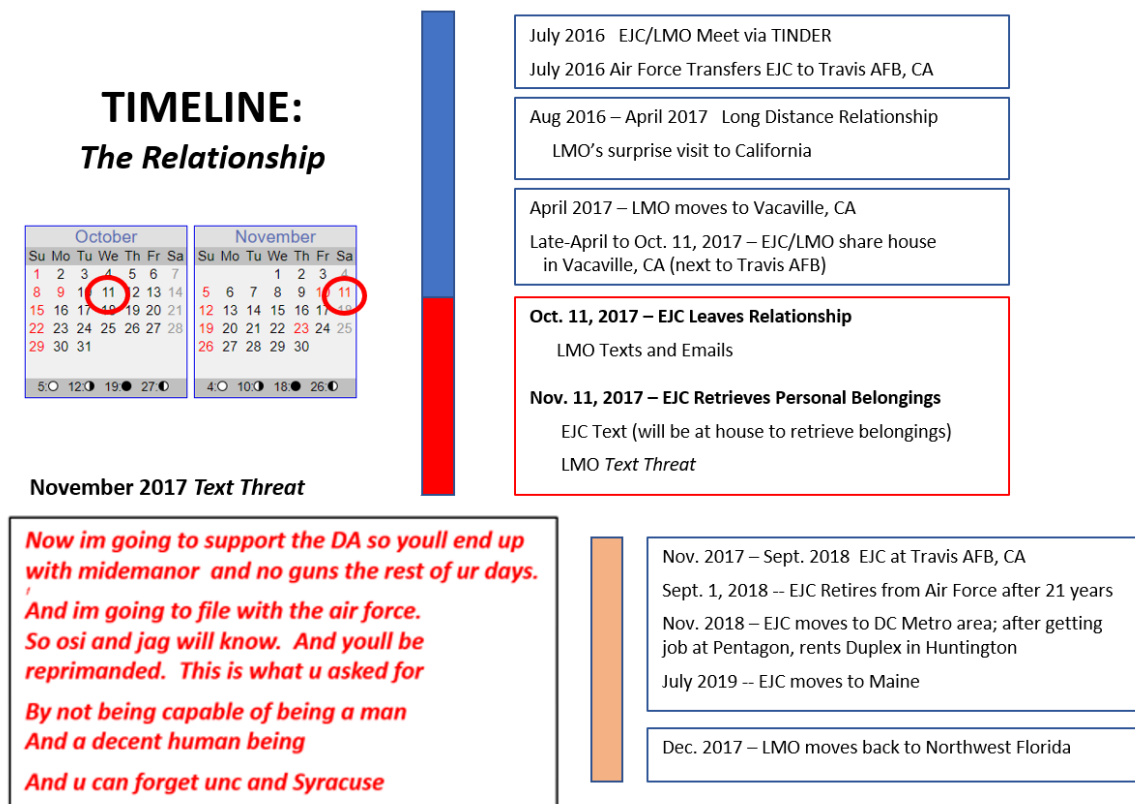 TIMELINE:
The Relationship
October
Su Mo Tu We Th Fr Sa
1 2 3 4 5 6 7
8 9 10 11 12 13 14
15 16 17 18 19 20 21
22 23 24 25 26 27 28
29 30 31
5: 12: 19: 27:
November
Su Mo Tu We Th Fr Sa
1 2 3 4
5 6 7 8 9 10 11
12 13 14 15 16 17 18
19 20 21 22 23 24 25
26 27 28 29 30
4: 10: 18: 26:
July 2016 EJC/LMO Meet via TINDER
July 2016 Air Force Transfers EJC to Travis AFB, CA
Aug 2016 – April 2017 Long Distance Relationship
LMO's surprise visit to California
April 2017 – LMO moves to Vacaville, CA
Late-April to Oct. 11, 2017 – EJC/LMO share house
in Vacaville, CA (next to Travis AFB)
Oct. 11, 2017 – EJC Leaves Relationship
LMO Texts and Emails
Nov. 11, 2017 – EJC Retrieves Personal Belongings
EJC Text (will be at house to retrieve belongings)
LMO Text Threat
November 2017 Text Threat
Now im going to support the DA so youll end up
with midemanor and no guns the rest of ur days.
And im going to file with the air force.
So osi and jag will know. And youll be
reprimanded. This is what u asked for
By not being capable of being a man
And a decent human being
And u can forget unc and Syracuse
Nov. 2017 – Sept. 2018 EJC at Travis AFB, CA
Sept. 1, 2018 -- EJC Retires from Air Force after 21 years
Nov. 2018 – EJC moves to DC Metro area; after getting
job at Pentagon, rents Duplex in Huntington
July 2019 -- EJC moves to Maine
Dec. 2017 – LMO moves back to Northwest Florida